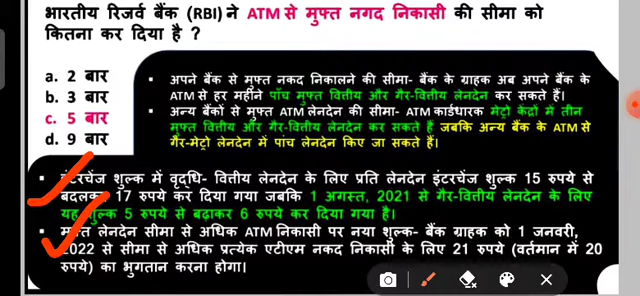 भारतीय रिजर्व बैंक (RBI) ने ATM से मुफ्त नगद निकासी की सीमा को
कितना कर दिया है ?
a. 2 बार
b. 3 बार
c. 5 बार
d. 9 बार
▪ अपने बैंक से मुफ्त नकद निकालने की सीमा- बैंक के ग्राहक अब अपने बैंक के
ATM से हर महीने पाँच मुफ्त वित्तीय और गैर-वित्तीय लेनदेन कर सकते हैं।
▪ अन्य बैंकों से मुफ्त ATM लेनदेन की सीमा- ATM कार्डधारक मेट्रो केंद्रों में तीन
मुफ्त वित्तीय और गैर-वित्तीय लेनदेन कर सकते है जबकि अन्य बैंक के ATM से
गैर-मेट्रो लेनदेन में पांच लेनदेन किए जा सकते हैं।
▪ इंटरचेंज शुल्क में वृद्धि- वित्तीय लेनदेन के लिए प्रति लेनदेन इंटरचेंज शुल्क 15 रुपये से
बदलकर 17 रुपये कर दिया गया जबकि 1 अगस्त, 2021 से गैर-वित्तीय लेनदेन के लिए
यह शुल्क 5 रुपये से बढ़ाकर 6 रुपये कर दिया गया है।
▪ मुफ्त लेनदेन सीमा से अधिक ATM निकासी पर नया शुल्क- बैंक ग्राहक को 1 जनवरी,
2022 से सीमा से अधिक प्रत्येक एटीएम नकद निकासी के लिए 21 रुपये (वर्तमान में 20
रुपये) का भुगतान करना होगा।